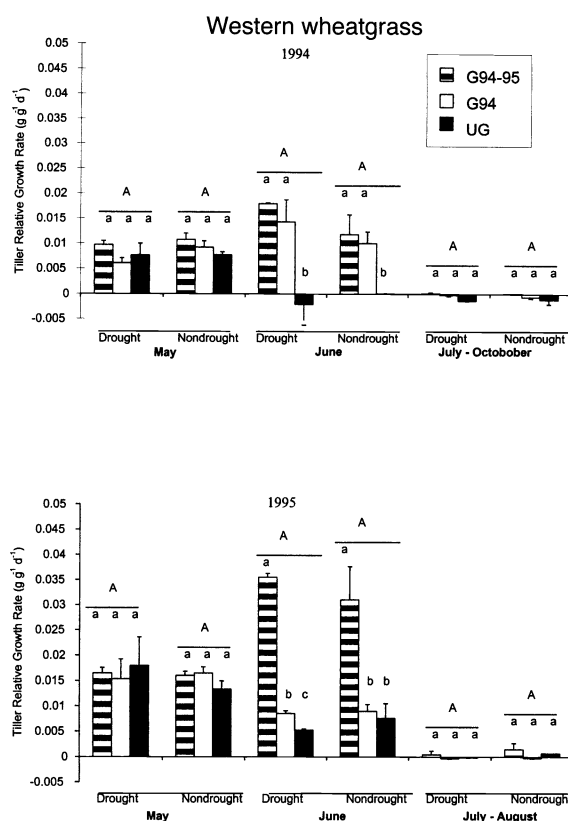 Western wheatgrass
1994
G94-95
G94
UG
Tiller Relative Growth Rate (g g⁻¹ d⁻¹)
0.05
0.045
0.04
0.035
0.03
0.025
0.02
0.015
0.01
0.005
0
-0.005
A
a a a
A
a a a
A
a a
b
A
a a
b
A
a a a
A
a a a
Drought Nondrought Drought Nondrought Drought Nondrought
May June July - Octobober
1995
Tiller Relative Growth Rate (g g⁻¹ d⁻¹)
0.05
0.045
0.04
0.035
0.03
0.025
0.02
0.015
0.01
0.005
0
-0.005
A
a a a
A
a a a
A
a
b c
A
a
b b
A
a a a
A
a a a
Drought Nondrought Drought Nondrought Drought Nondrought
May June July - August